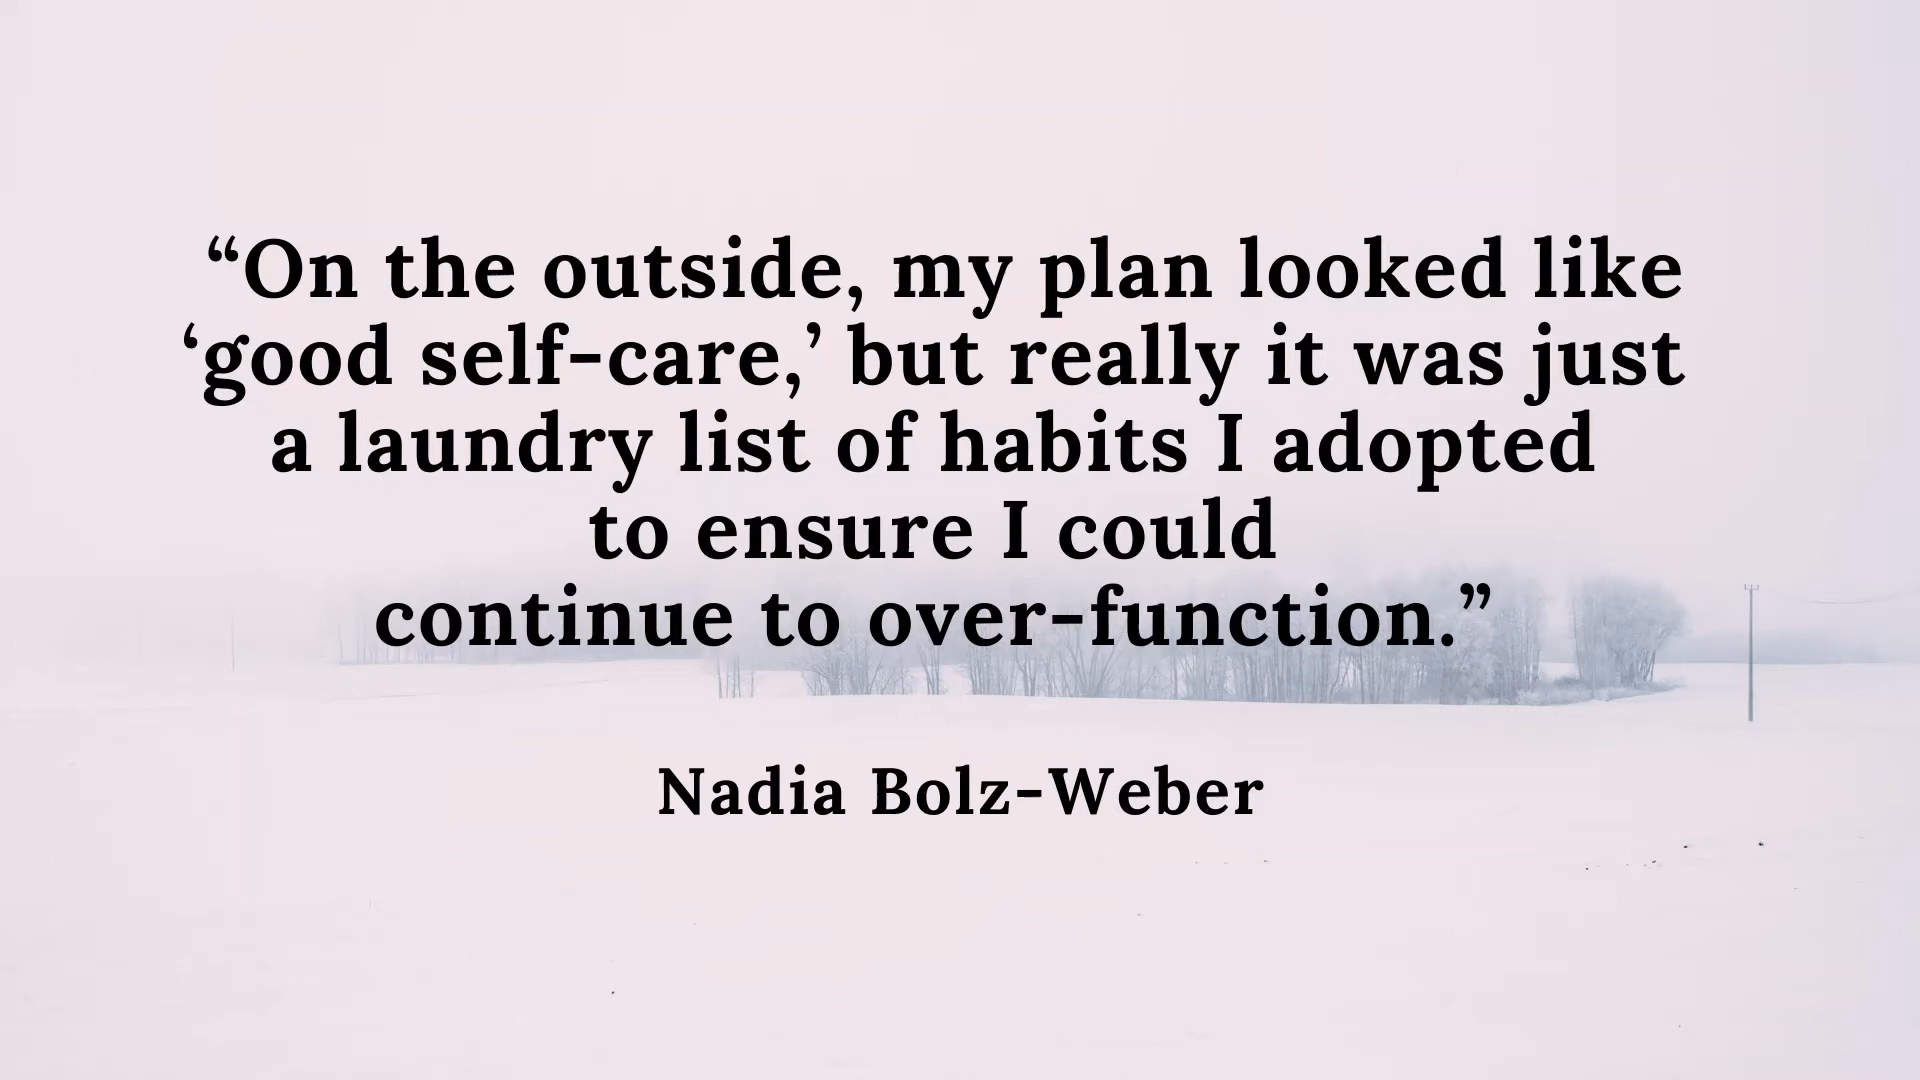 “On the outside, my plan looked like
‘good self-care,’ but really it was just
a laundry list of habits I adopted
to ensure I could
continue to over-function.”
Nadia Bolz-Weber